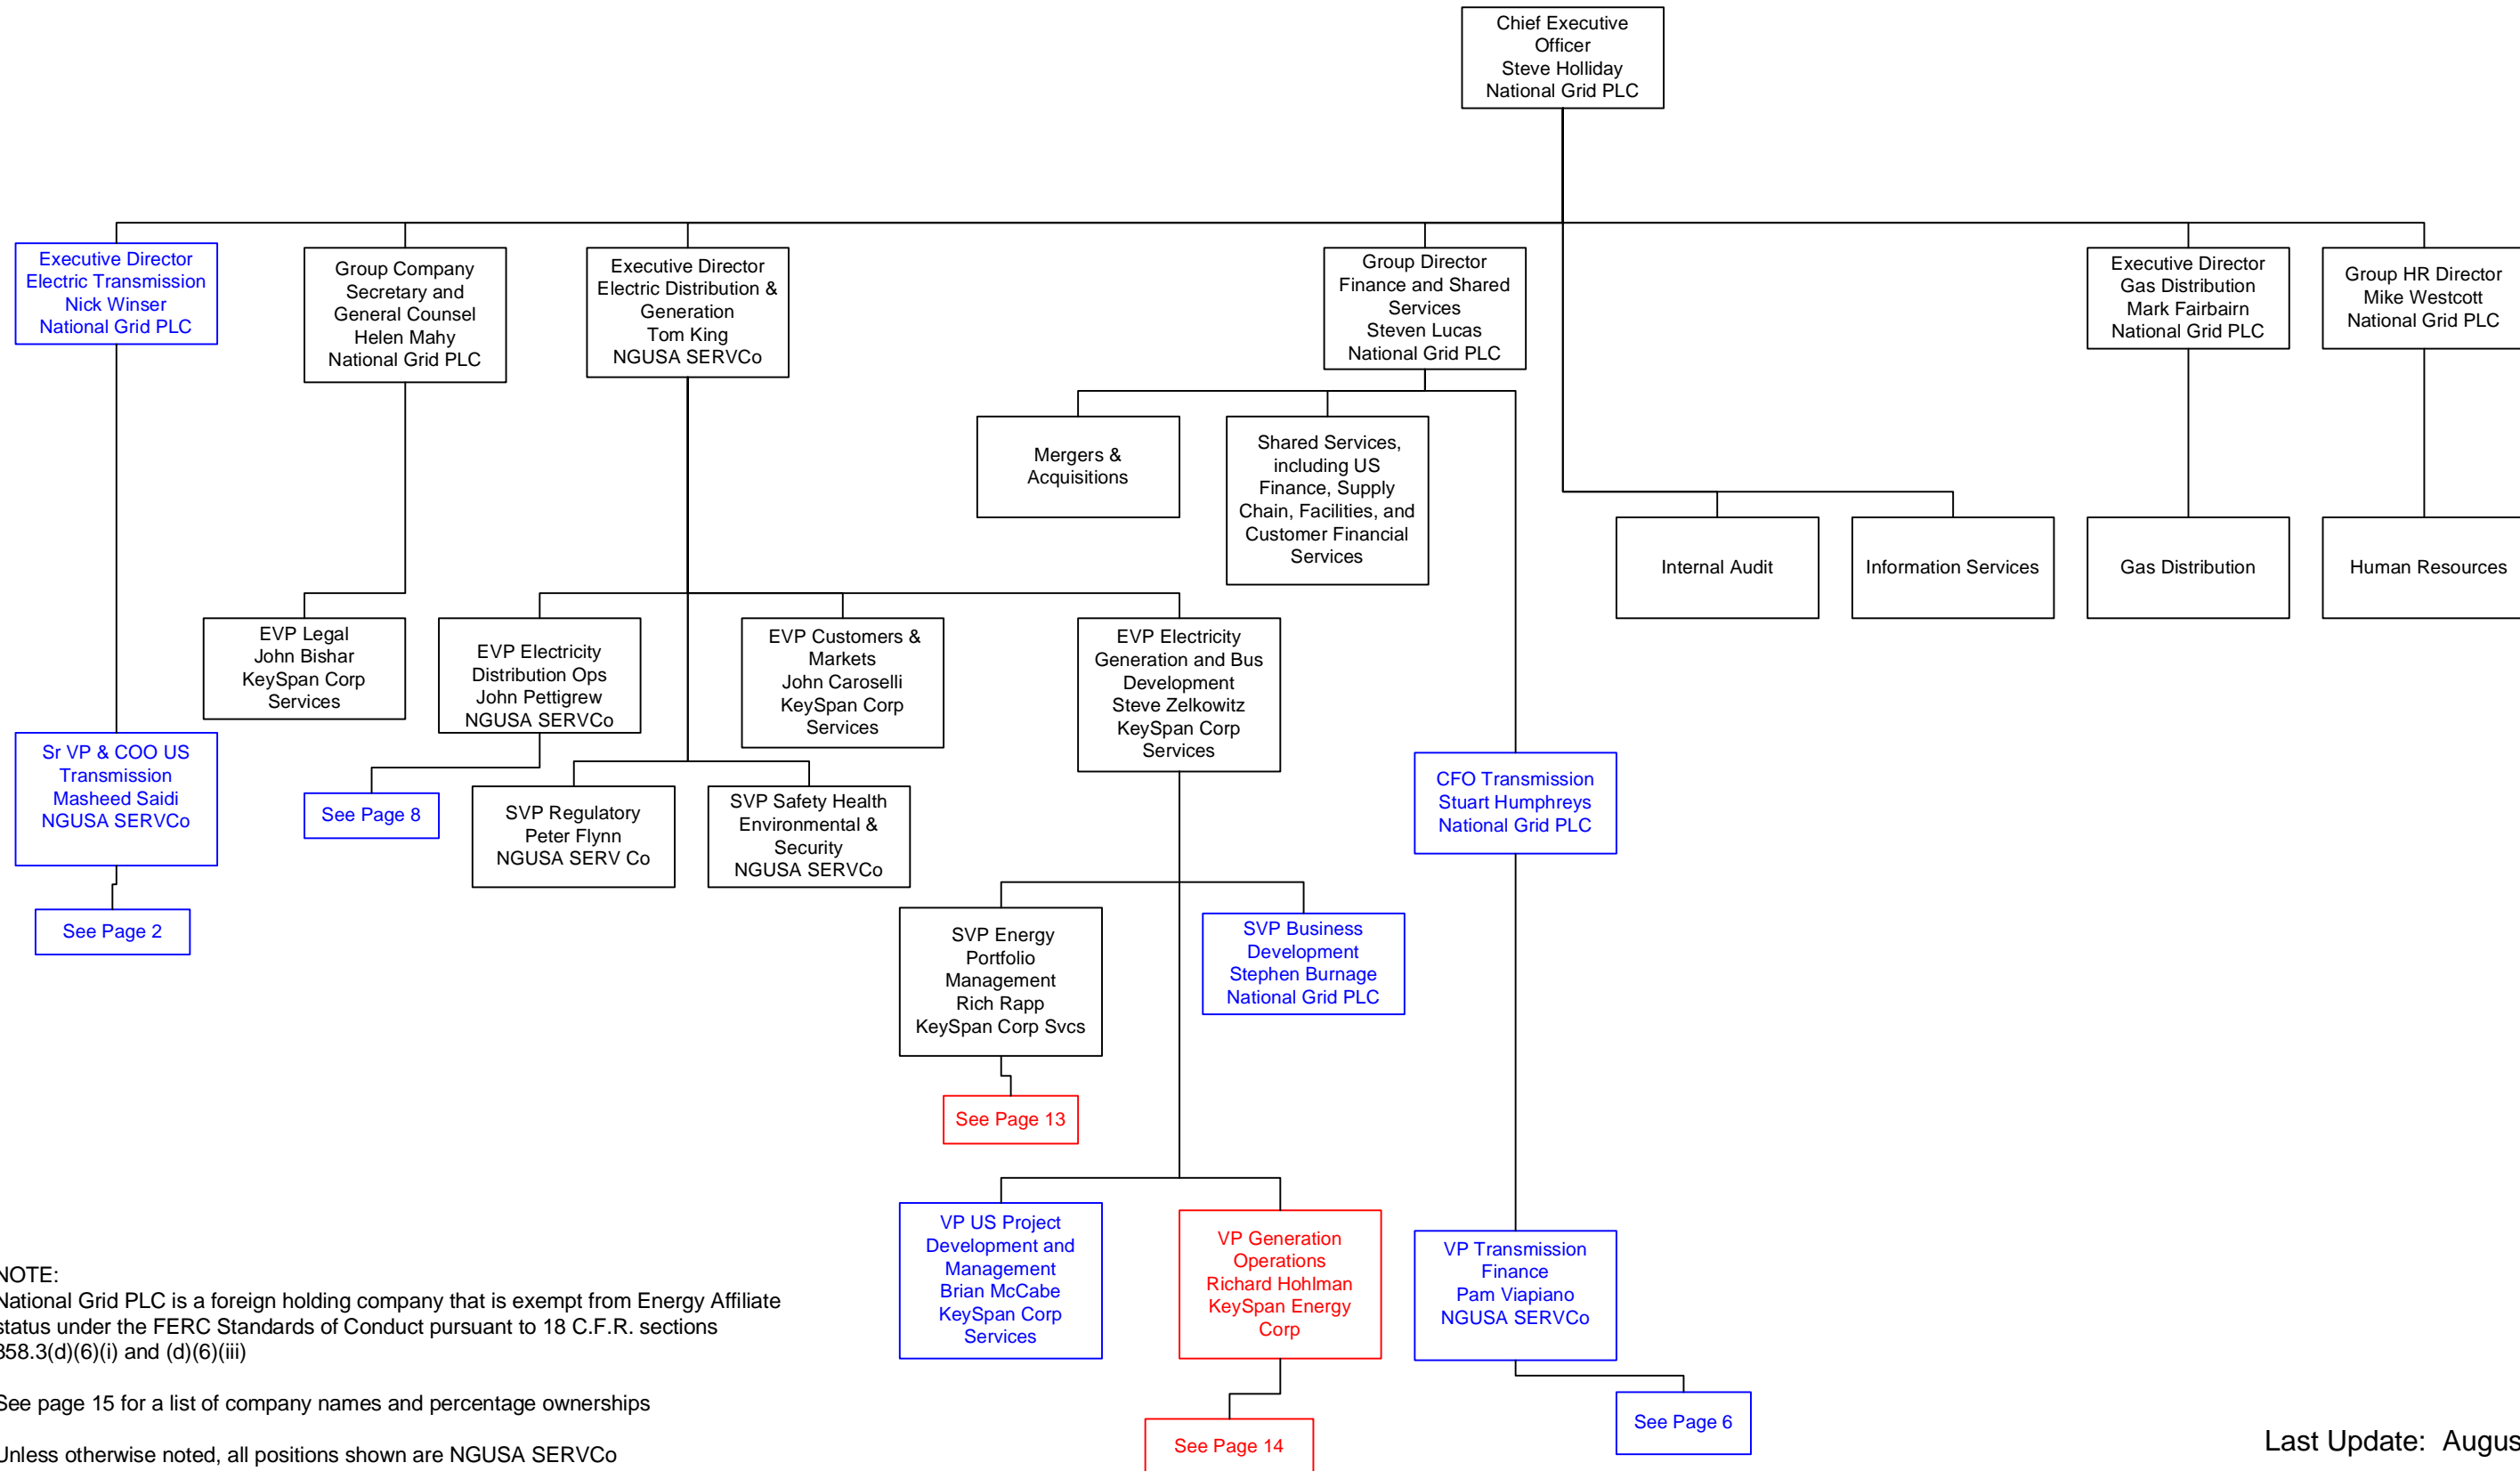 Chief Executive
Officer
Steve Holliday
National Grid PLC
Executive Director
Electric Transmission
Nick Winser
National Grid PLC
Group Company
Secretary and
General Counsel
Helen Mahy
National Grid PLC
Executive Director
Electric Distribution &
Generation
Tom King
NGUSA SERVCo
Group Director
Finance and Shared
Services
Steven Lucas
National Grid PLC
Executive Director
Gas Distribution
Mark Fairbairn
National Grid PLC
Group HR Director
Mike Westcott
National Grid PLC
Mergers &
Acquisitions
Shared Services,
including US
Finance, Supply
Chain, Facilities, and
Customer Financial
Services
Internal Audit
Information Services
Gas Distribution
Human Resources
EVP Legal
John Bishar
KeySpan Corp
Services
EVP Electricity
Distribution Ops
John Pettigrew
NGUSA SERVCo
EVP Customers &
Markets
John Caroselli
KeySpan Corp
Services
EVP Electricity
Generation and Bus
Development
Steve Zelkowitz
KeySpan Corp
Services
Sr VP & COO US
Transmission
Masheed Saidi
NGUSA SERVCo
See Page 8
SVP Regulatory
Peter Flynn
NGUSA SERV Co
SVP Safety Health
Environmental &
Security
NGUSA SERVCo
CFO Transmission
Stuart Humphreys
National Grid PLC
See Page 2
SVP Energy
Portfolio
Management
Rich Rapp
KeySpan Corp Svcs
SVP Business
Development
Stephen Burnage
National Grid PLC
See Page 13
VP US Project
Development and
Management
Brian McCabe
KeySpan Corp
Services
VP Generation
Operations
Richard Hohlman
KeySpan Energy
Corp
VP Transmission
Finance
Pam Viapiano
NGUSA SERVCo
See Page 14
See Page 6
NOTE:
National Grid PLC is a foreign holding company that is exempt from Energy Affiliate
status under the FERC Standards of Conduct pursuant to 18 C.F.R. sections
358.3(d)(6)(i) and (d)(6)(iii)
See page 15 for a list of company names and percentage ownerships
Unless otherwise noted, all positions shown are NGUSA SERVCo
Last Update: Augus